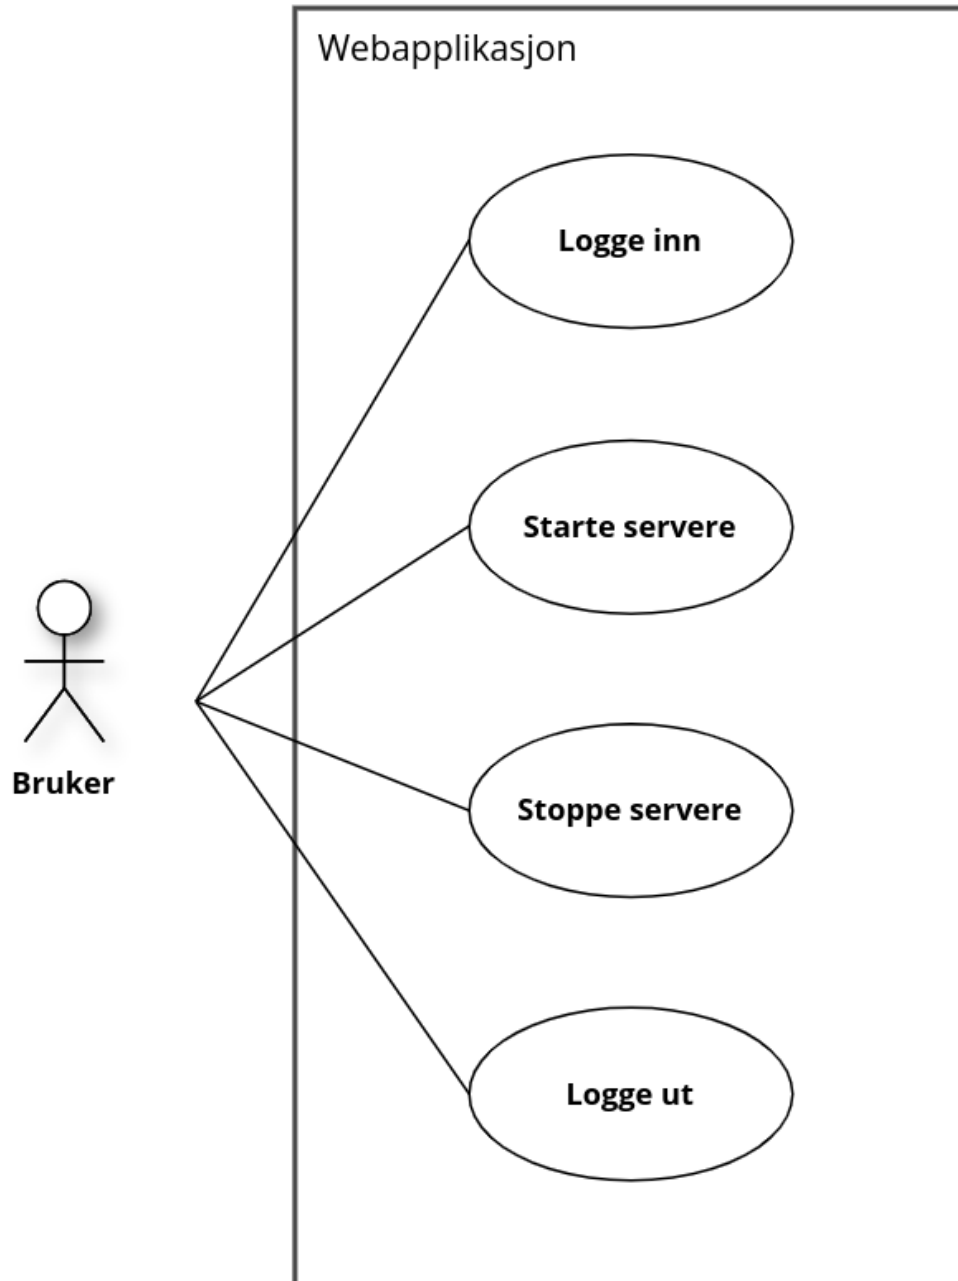 Webapplikasjon
Logge inn
Starte servere
Bruker
Stoppe servere
Logge ut